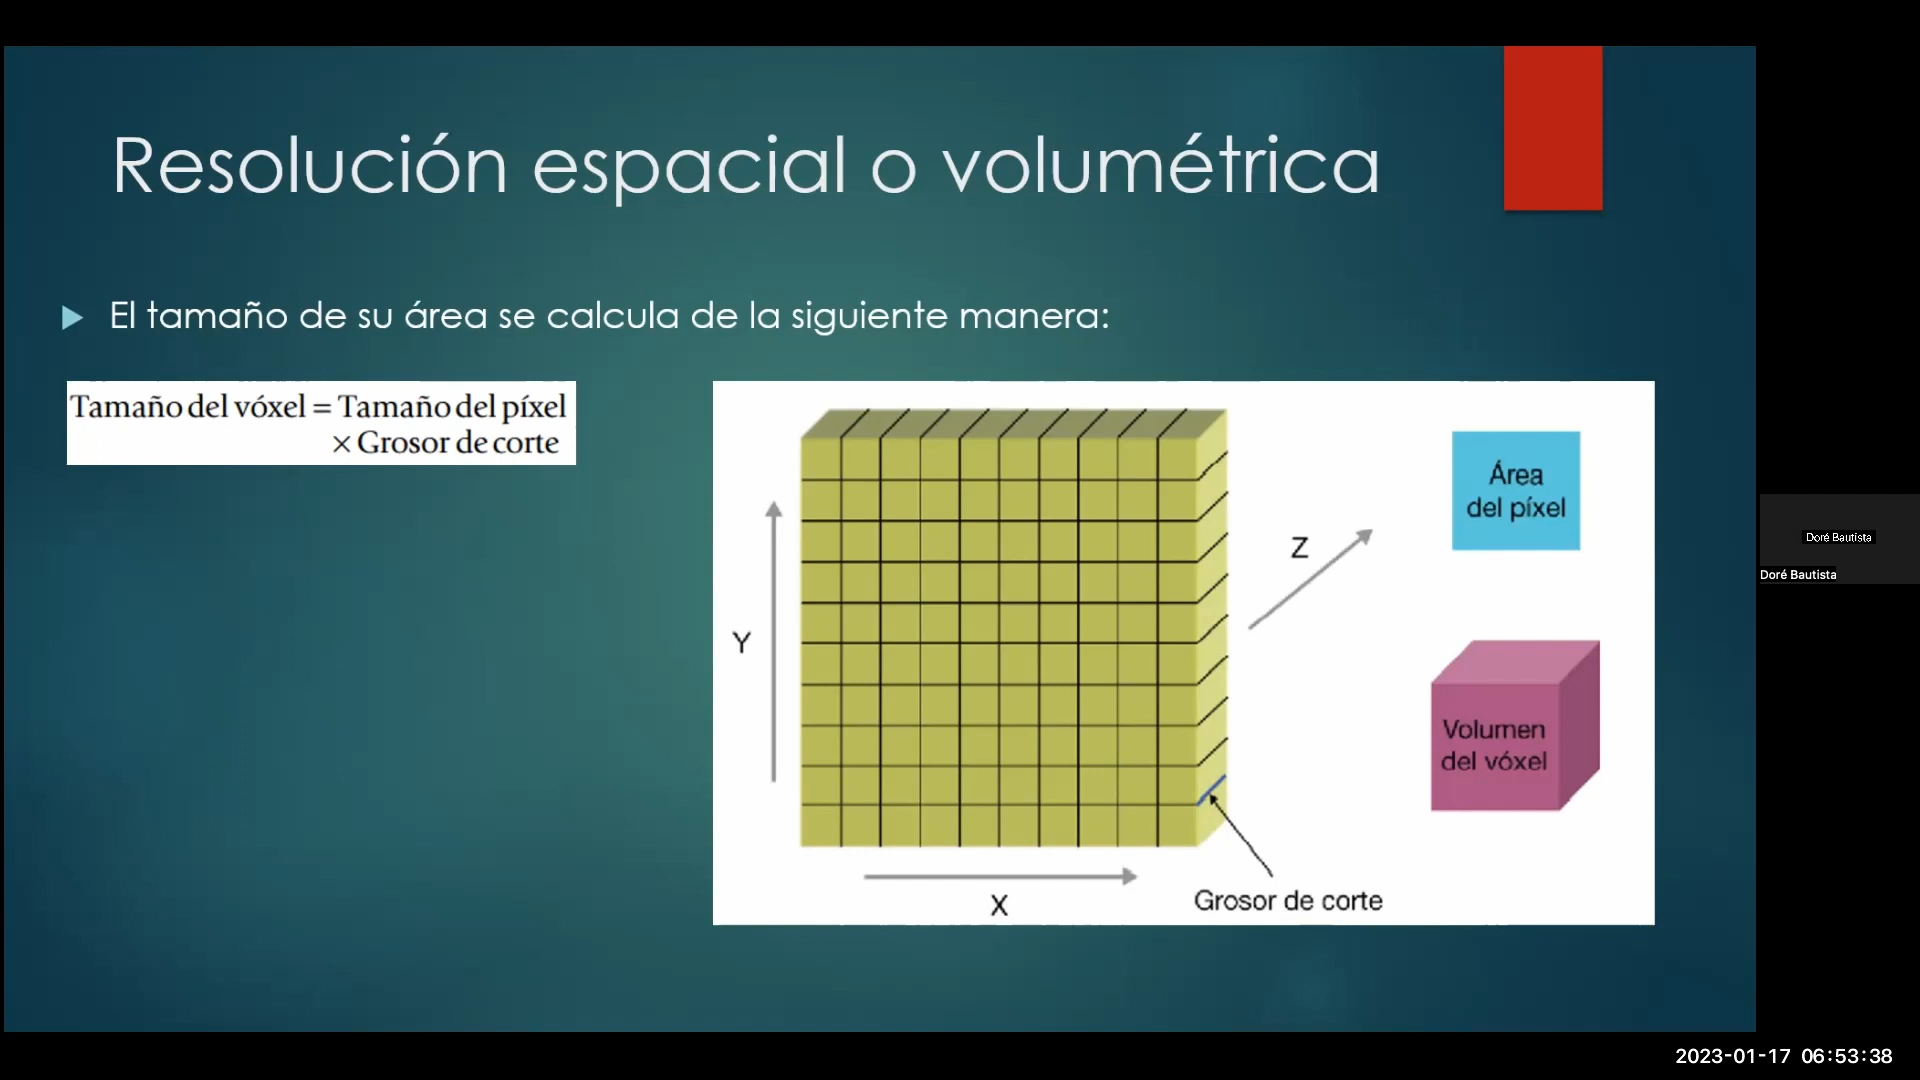 Resolución espacial o volumétrica
El tamaño de su área se calcula de la siguiente manera:
Tamaño del vóxel = Tamaño del píxel
× Grosor de corte
Área
del píxel
Z
Y
Volumen
del vóxel
X
Grosor de corte
Doré Bautista
Doré Bautista
2023-01-17 06:53:38